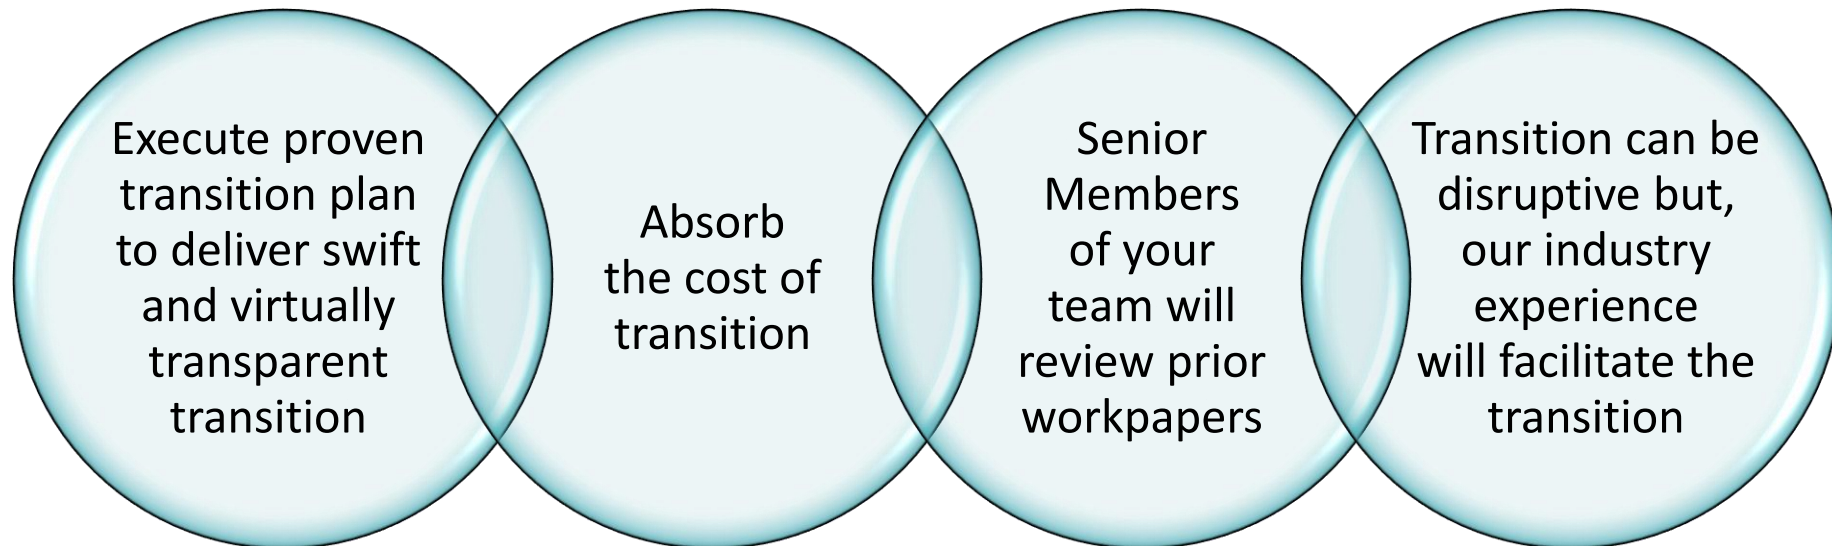 Execute proven
transition plan
to deliver swift
and virtually
transparent
transition
Absorb
the cost of
transition
Senior
Members
of your
team will
review prior
workpapers
Transition can be
disruptive but,
our industry
experience
will facilitate the
transition